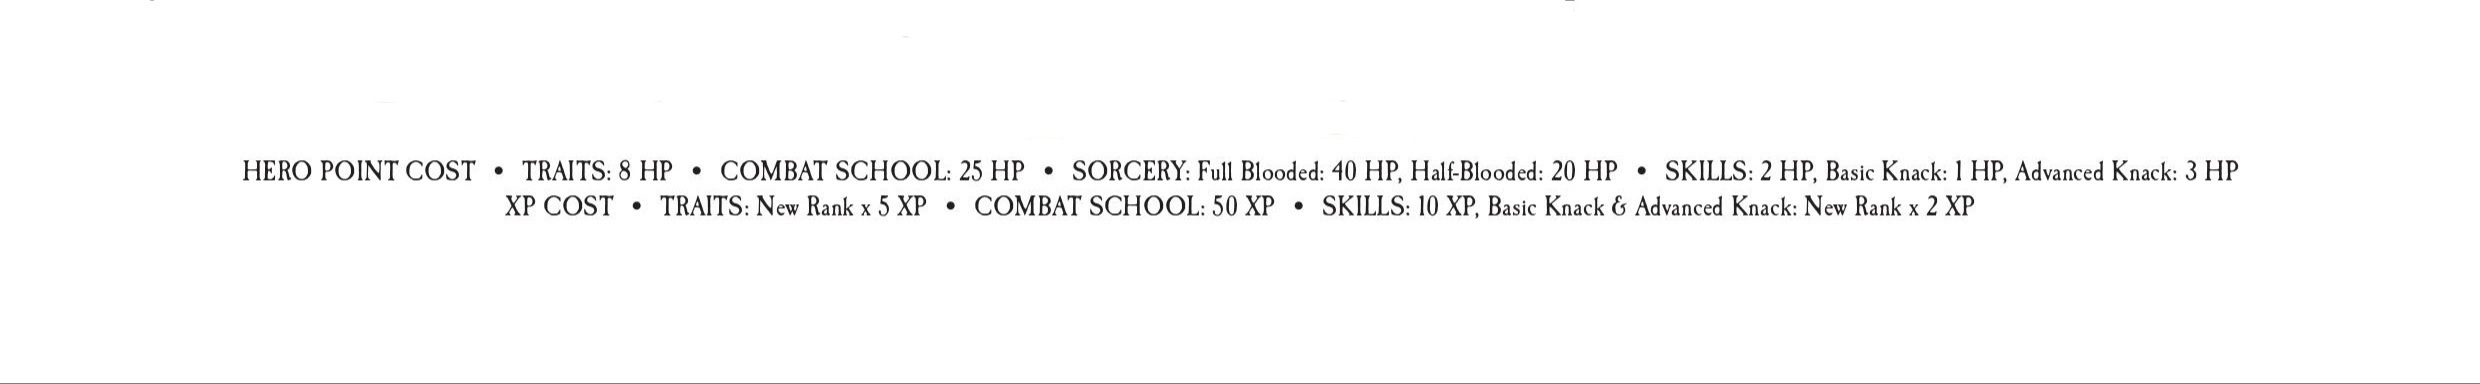 HERO POINT COST • TRAITS: 8 HP • COMBAT SCHOOL: 25 HP • SORCERY: Full Blooded: 40 HP, Half-Blooded: 20 HP • SKILLS: 2 HP, Basic Knack: 1 HP, Advanced Knack: 3 HP
XP COST • TRAITS: New Rank x 5 XP • COMBAT SCHOOL: 50 XP • SKILLS: 10 XP, Basic Knack & Advanced Knack: New Rank x 2 XP